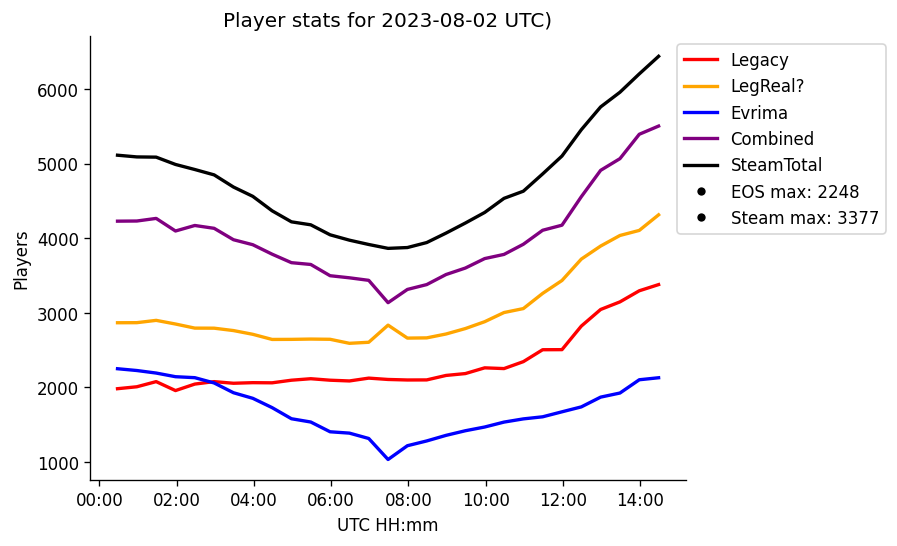 Player stats for 2023-08-02 UTC)
Players
6000
5000
4000
3000
2000
1000
00:00 02:00 04:00 06:00 08:00 10:00 12:00 14:00
UTC HH:mm
Legacy
LegReal?
Evrima
Combined
SteamTotal
EOS max: 2248
Steam max: 3377